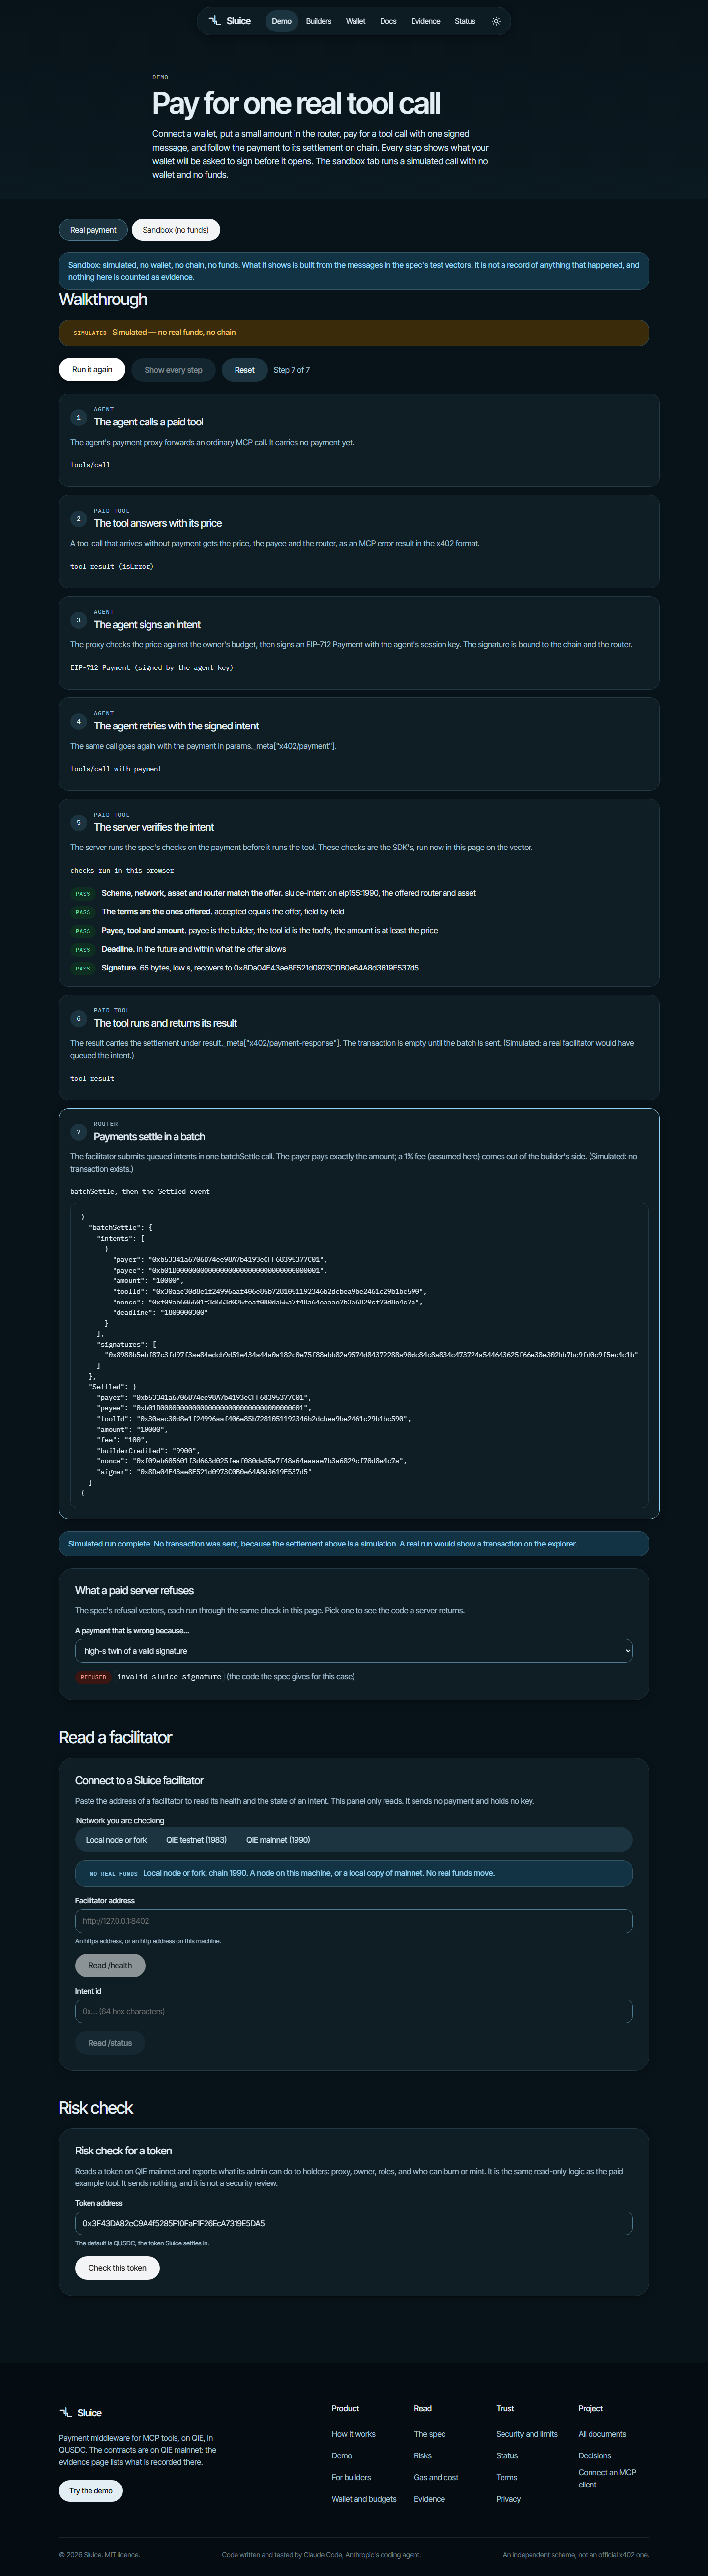 Sluice
Demo
Builders
Wallet
Docs
Evidence
Status
DEMO
Pay for one real tool call
Connect a wallet, put a small amount in the router, pay for a tool call with one signed
message, and follow the payment to its settlement on chain. Every step shows what your
wallet will be asked to sign before it opens. The sandbox tab runs a simulated call with no
wallet and no funds.
Real payment
Sandbox (no funds)
Sandbox: simulated, no wallet, no chain, no funds. What it shows is built from the messages in the spec's test vectors. It is not a record of anything that happened, and
nothing here is counted as evidence.
Walkthrough
SIMULATED Simulated — no real funds, no chain
Run it again
Show every step
Reset
Step 7 of 7
1
AGENT
The agent calls a paid tool
The agent's payment proxy forwards an ordinary MCP call. It carries no payment yet.
tools/call
2
PAID TOOL
The tool answers with its price
A tool call that arrives without payment gets the price, the payee and the router, as an MCP error result in the x402 format.
tool result (isError)
3
AGENT
The agent signs an intent
The proxy checks the price against the owner's budget, then signs an EIP-712 Payment with the agent's session key. The signature is bound to the chain and the router.
EIP-712 Payment (signed by the agent key)
4
AGENT
The agent retries with the signed intent
The same call goes again with the payment in params._meta["x402/payment"].
tools/call with payment
5
PAID TOOL
The server verifies the intent
The server runs the spec's checks on the payment before it runs the tool. These checks are the SDK's, run now in this page on the vector.
checks run in this browser
PASS Scheme, network, asset and router match the offer. sluice-intent on eip155:1990, the offered router and asset
PASS The terms are the ones offered. accepted equals the offer, field by field
PASS Payee, tool and amount. payee is the builder, the tool id is the tool's, the amount is at least the price
PASS Deadline. in the future and within what the offer allows
PASS Signature. 65 bytes, low s, recovers to 0x8Da04E43ae8F521d0973C0B0e64A8d3619E537d5
6
PAID TOOL
The tool runs and returns its result
The result carries the settlement under result._meta["x402/payment-response"]. The transaction is empty until the batch is sent. (Simulated: a real facilitator would have
queued the intent.)
tool result
7
ROUTER
Payments settle in a batch
The facilitator submits queued intents in one batchSettle call. The payer pays exactly the amount; a 1% fee (assumed here) comes out of the builder's side. (Simulated: no
transaction exists.)
batchSettle, then the Settled event
{
"batchSettle": {
"intents": [
{
"payer": "0xb53341a6706D74ee98A7b4193eCFF68395377C01",
"payee": "0xb01D000000000000000000000000000000000001",
"amount": "10000",
"toolId": "0x30aac30d8e1f24996aaf406e85b7281051192346b2dcbea9be2461c29b1bc590",
"nonce": "0xf09ab605601f3d663d025feaf080da55a7f48a64eaaae7b3a6829cf70d8e4c7a",
"deadline": "1800000300"
}
],
"signatures": [
"0x8988b5ebf87c3fd97f3ae84edcb9d51e434a44a0a182c0e75f88ebb82a9574d84372288a90dc84c8a834c473724a544643625f66e38e302bb7bc9fd0c9f5ec4c1b"
]
},
"Settled": {
"payer": "0xb53341a6706D74ee98A7b4193eCFF68395377C01",
"payee": "0xb01D000000000000000000000000000000000001",
"toolId": "0x30aac30d8e1f24996aaf406e85b7281051192346b2dcbea9be2461c29b1bc590",
"amount": "10000",
"fee": "100",
"builderCredited": "9900",
"nonce": "0xf09ab605601f3d663d025feaf080da55a7f48a64eaaae7b3a6829cf70d8e4c7a",
"signer": "0x8Da04E43ae8F521d0973C0B0e64A8d3619E537d5"
}
}
Simulated run complete. No transaction was sent, because the settlement above is a simulation. A real run would show a transaction on the explorer.
What a paid server refuses
The spec's refusal vectors, each run through the same check in this page. Pick one to see the code a server returns.
A payment that is wrong because...
high-s twin of a valid signature
REFUSED invalid_sluice_signature (the code the spec gives for this case)
Read a facilitator
Connect to a Sluice facilitator
Paste the address of a facilitator to read its health and the state of an intent. This panel only reads. It sends no payment and holds no key.
Network you are checking
Local node or fork
QIE testnet (1983)
QIE mainnet (1990)
NO REAL FUNDS Local node or fork, chain 1990. A node on this machine, or a local copy of mainnet. No real funds move.
Facilitator address
http://127.0.0.1:8402
An https address, or an http address on this machine.
Read /health
Intent id
0x... (64 hex characters)
Read /status
Risk check
Risk check for a token
Reads a token on QIE mainnet and reports what its admin can do to holders: proxy, owner, roles, and who can burn or mint. It is the same read-only logic as the paid
example tool. It sends nothing, and it is not a security review.
Token address
0x3F43DA82eC9A4f5285F10FaF1F26EcA7319E5DA5
The default is QUSDC, the token Sluice settles in.
Check this token
Sluice
Payment middleware for MCP tools, on QIE, in
QUSDC. The contracts are on QIE mainnet: the
evidence page lists what is recorded there.
Try the demo
Product
How it works
Demo
For builders
Wallet and budgets
Read
The spec
Risks
Gas and cost
Evidence
Trust
Security and limits
Status
Terms
Privacy
Project
All documents
Decisions
Connect an MCP
client
© 2026 Sluice. MIT licence.
Code written and tested by Claude Code, Anthropic's coding agent.
An independent scheme, not an official x402 one.